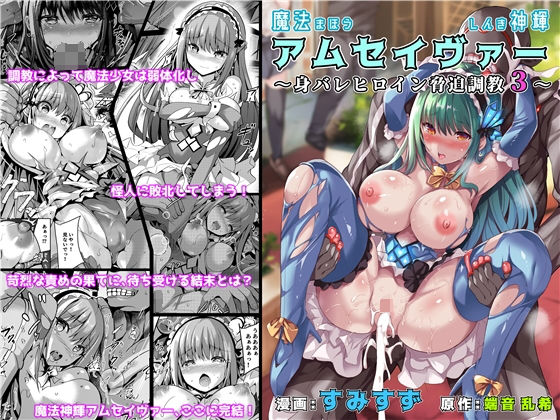 調教によって魔法少女は弱体化し
怪人に敗北してしまう！
苛烈な責めの果てに、待ち受ける結末とは？
魔法神輝アムセイヴァー、ここに完結！
魔法まほう
しんき神輝
アムセイヴァー
～身バレヒロイン脅迫調教3～
漫画：すみすず
原作：端音乱希